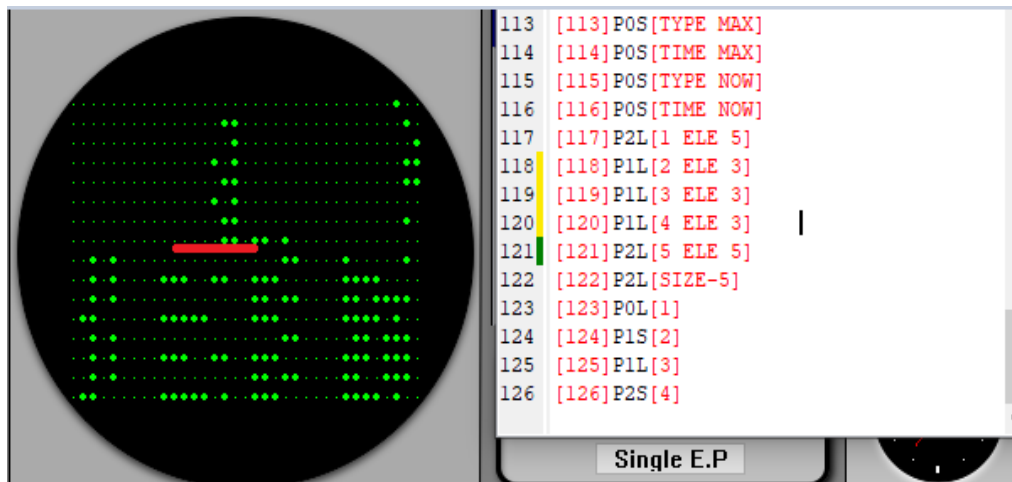 113 [113]P0S[TYPE MAX]
114 [114]P0S[TIME MAX]
115 [115]P0S[TYPE NOW]
116 [116]P0S[TIME NOW]
117 [117]P2L[1 ELE 5]
118 [118]P1L[2 ELE 3]
119 [119]P1L[3 ELE 3]
120 [120]P1L[4 ELE 3]
121 [121]P2L[5 ELE 5]
122 [122]P2L[SIZE-5]
123 [123]P0L[1]
124 [124]P1S[2]
125 [125]P1L[3]
126 [126]P2S[4]
Single E.P